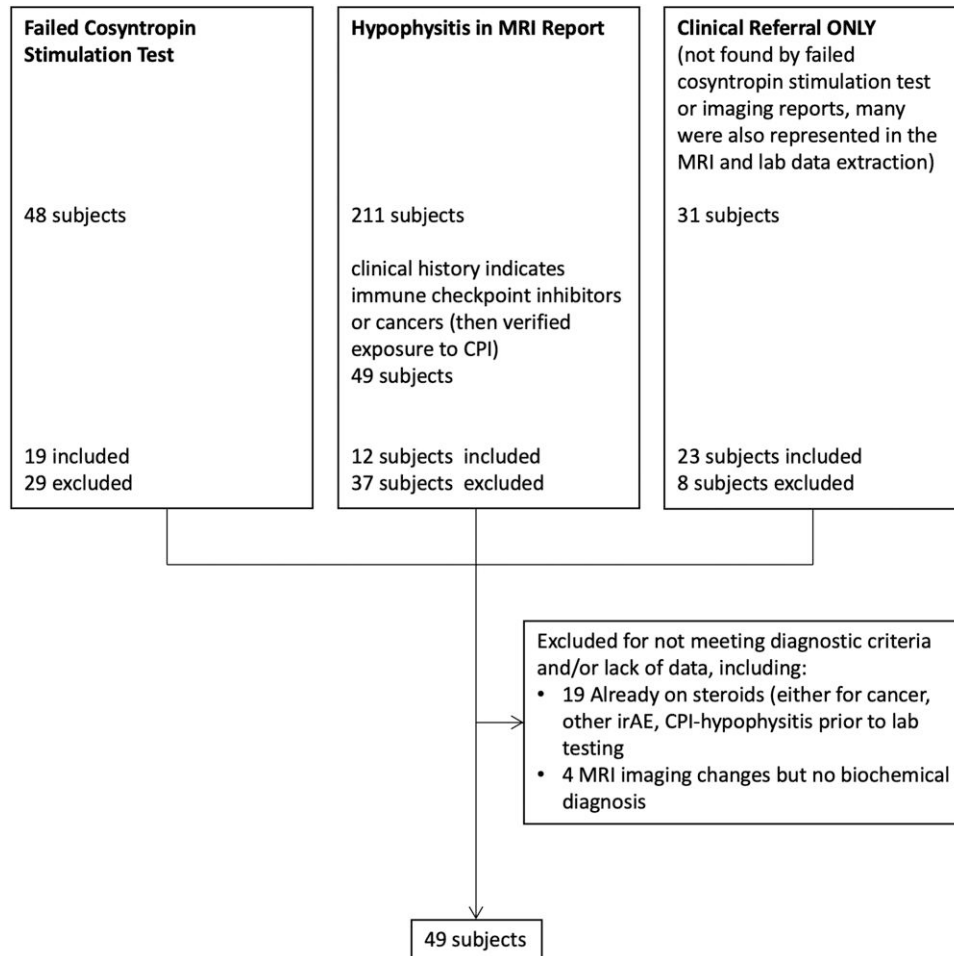 Failed Cosyntropin
Stimulation Test
48 subjects
19 included
29 excluded
Hypophysitis in MRI Report
211 subjects
clinical history indicates
immune checkpoint inhibitors
or cancers (then verified
exposure to CPI)
49 subjects
12 subjects included
37 subjects excluded
Clinical Referral ONLY
(not found by failed
cosyntropin stimulation test
or imaging reports, many
were also represented in the
MRI and lab data extraction)
31 subjects
23 subjects included
8 subjects excluded
Excluded for not meeting diagnostic criteria
and/or lack of data, including:
• 19 Already on steroids (either for cancer,
other irAE, CPI-hypophysitis prior to lab
testing
• 4 MRI imaging changes but no biochemical
diagnosis
49 subjects